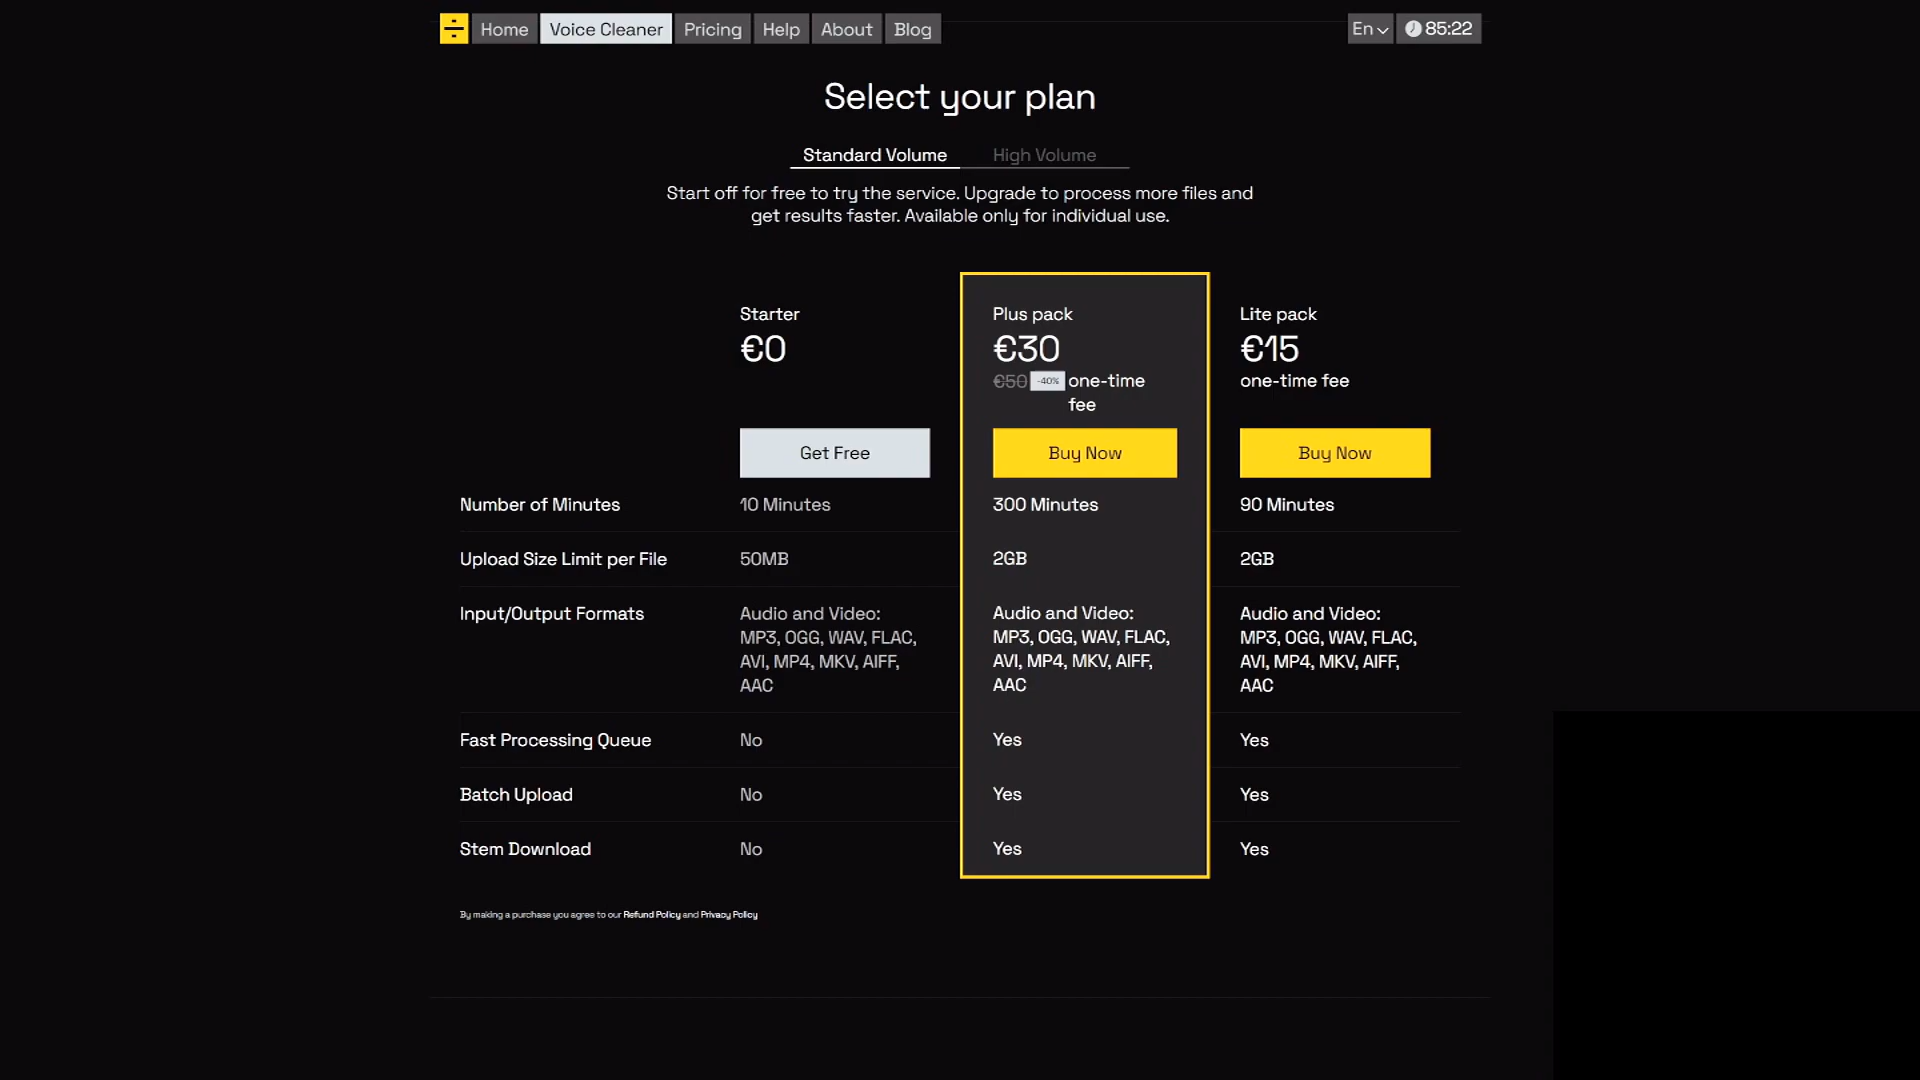 Home
Voice Cleaner
Pricing
Help
About
Blog
En
85:22
Select your plan
Standard Volume
High Volume
Start off for free to try the service. Upgrade to process more files and
get results faster. Available only for individual use.
Starter
€0
Get Free
Plus pack
€30
€50 -40% one-time
fee
Buy Now
Lite pack
€15
one-time fee
Buy Now
Number of Minutes
10 Minutes
300 Minutes
90 Minutes
Upload Size Limit per File
50MB
2GB
2GB
Input/Output Formats
Audio and Video:
MP3, OGG, WAV, FLAC,
AVI, MP4, MKV, AIFF,
AAC
Audio and Video:
MP3, OGG, WAV, FLAC,
AVI, MP4, MKV, AIFF,
AAC
Audio and Video:
MP3, OGG, WAV, FLAC,
AVI, MP4, MKV, AIFF,
AAC
Fast Processing Queue
No
Yes
Yes
Batch Upload
No
Yes
Yes
Stem Download
No
Yes
Yes
By making a purchase you agree to our Refund Policy and Privacy Policy